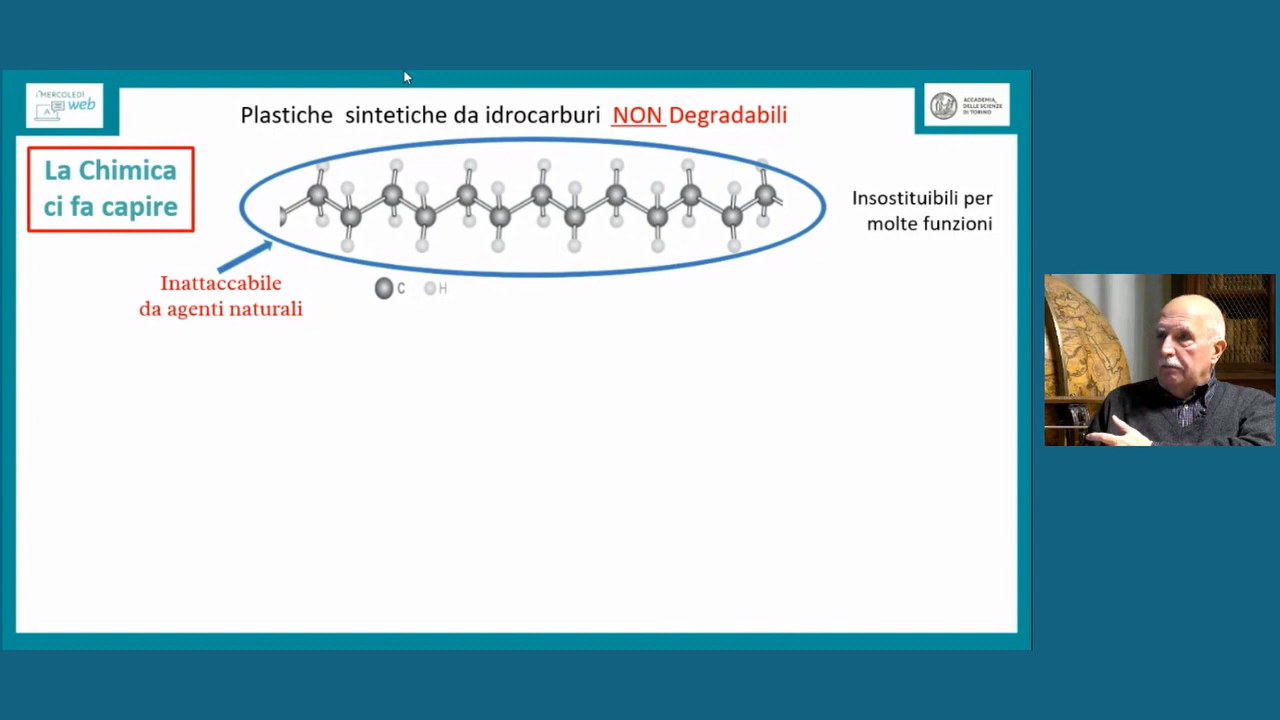 I MERCOLEDÌ
web
A
Plastiche sintetiche da idrocarburi NON Degradabili
ACCADEMIA
DELLE SCIENZE
DI TORINO
La Chimica
ci fa capire
Insostituibili per
molte funzioni
Inattaccabile
da agenti naturali
C H